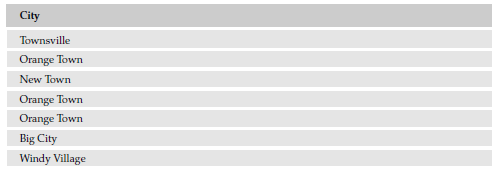 City
Townsville
Orange Town
New Town
Orange Town
Orange Town
Big City
Windy Village